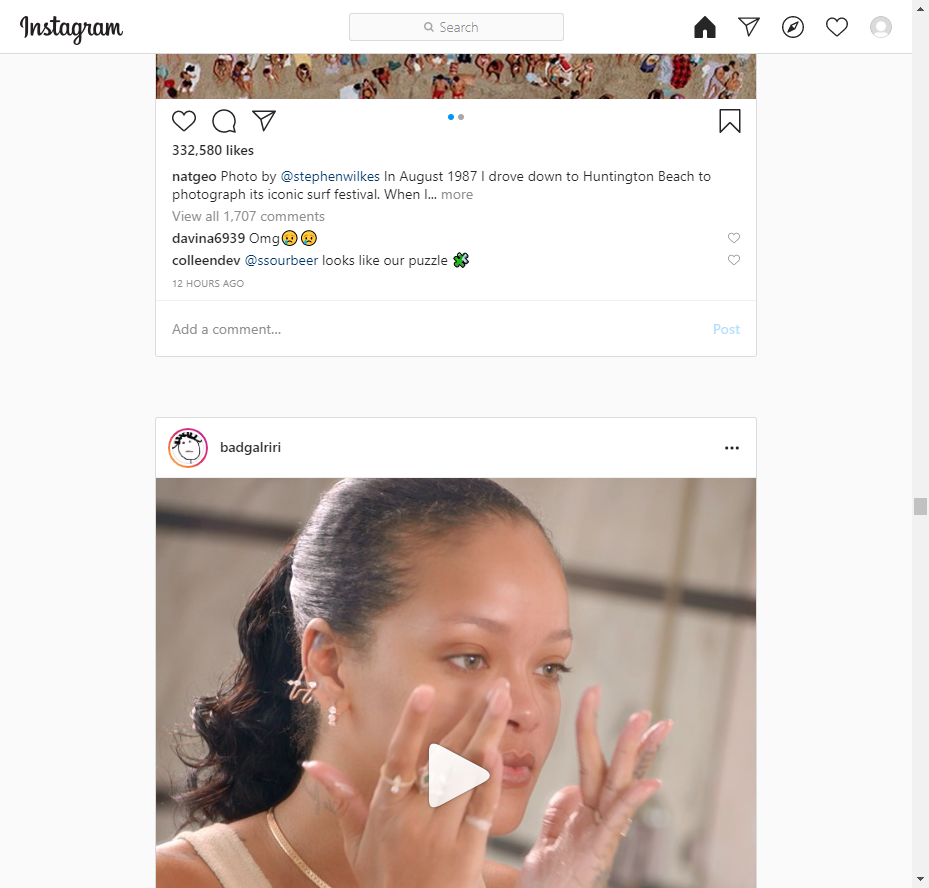 Instagram
Search
332,580 likes
natgeo Photo by @stephenwilkes In August 1987 I drove down to Huntington Beach to
photograph its iconic surf festival. When I... more
View all 1,707 comments
davina6939 Omg😢😢
colleendev @ssourbeer looks like our puzzle 🧩
12 HOURS AGO
Add a comment...
Post
badgalriri